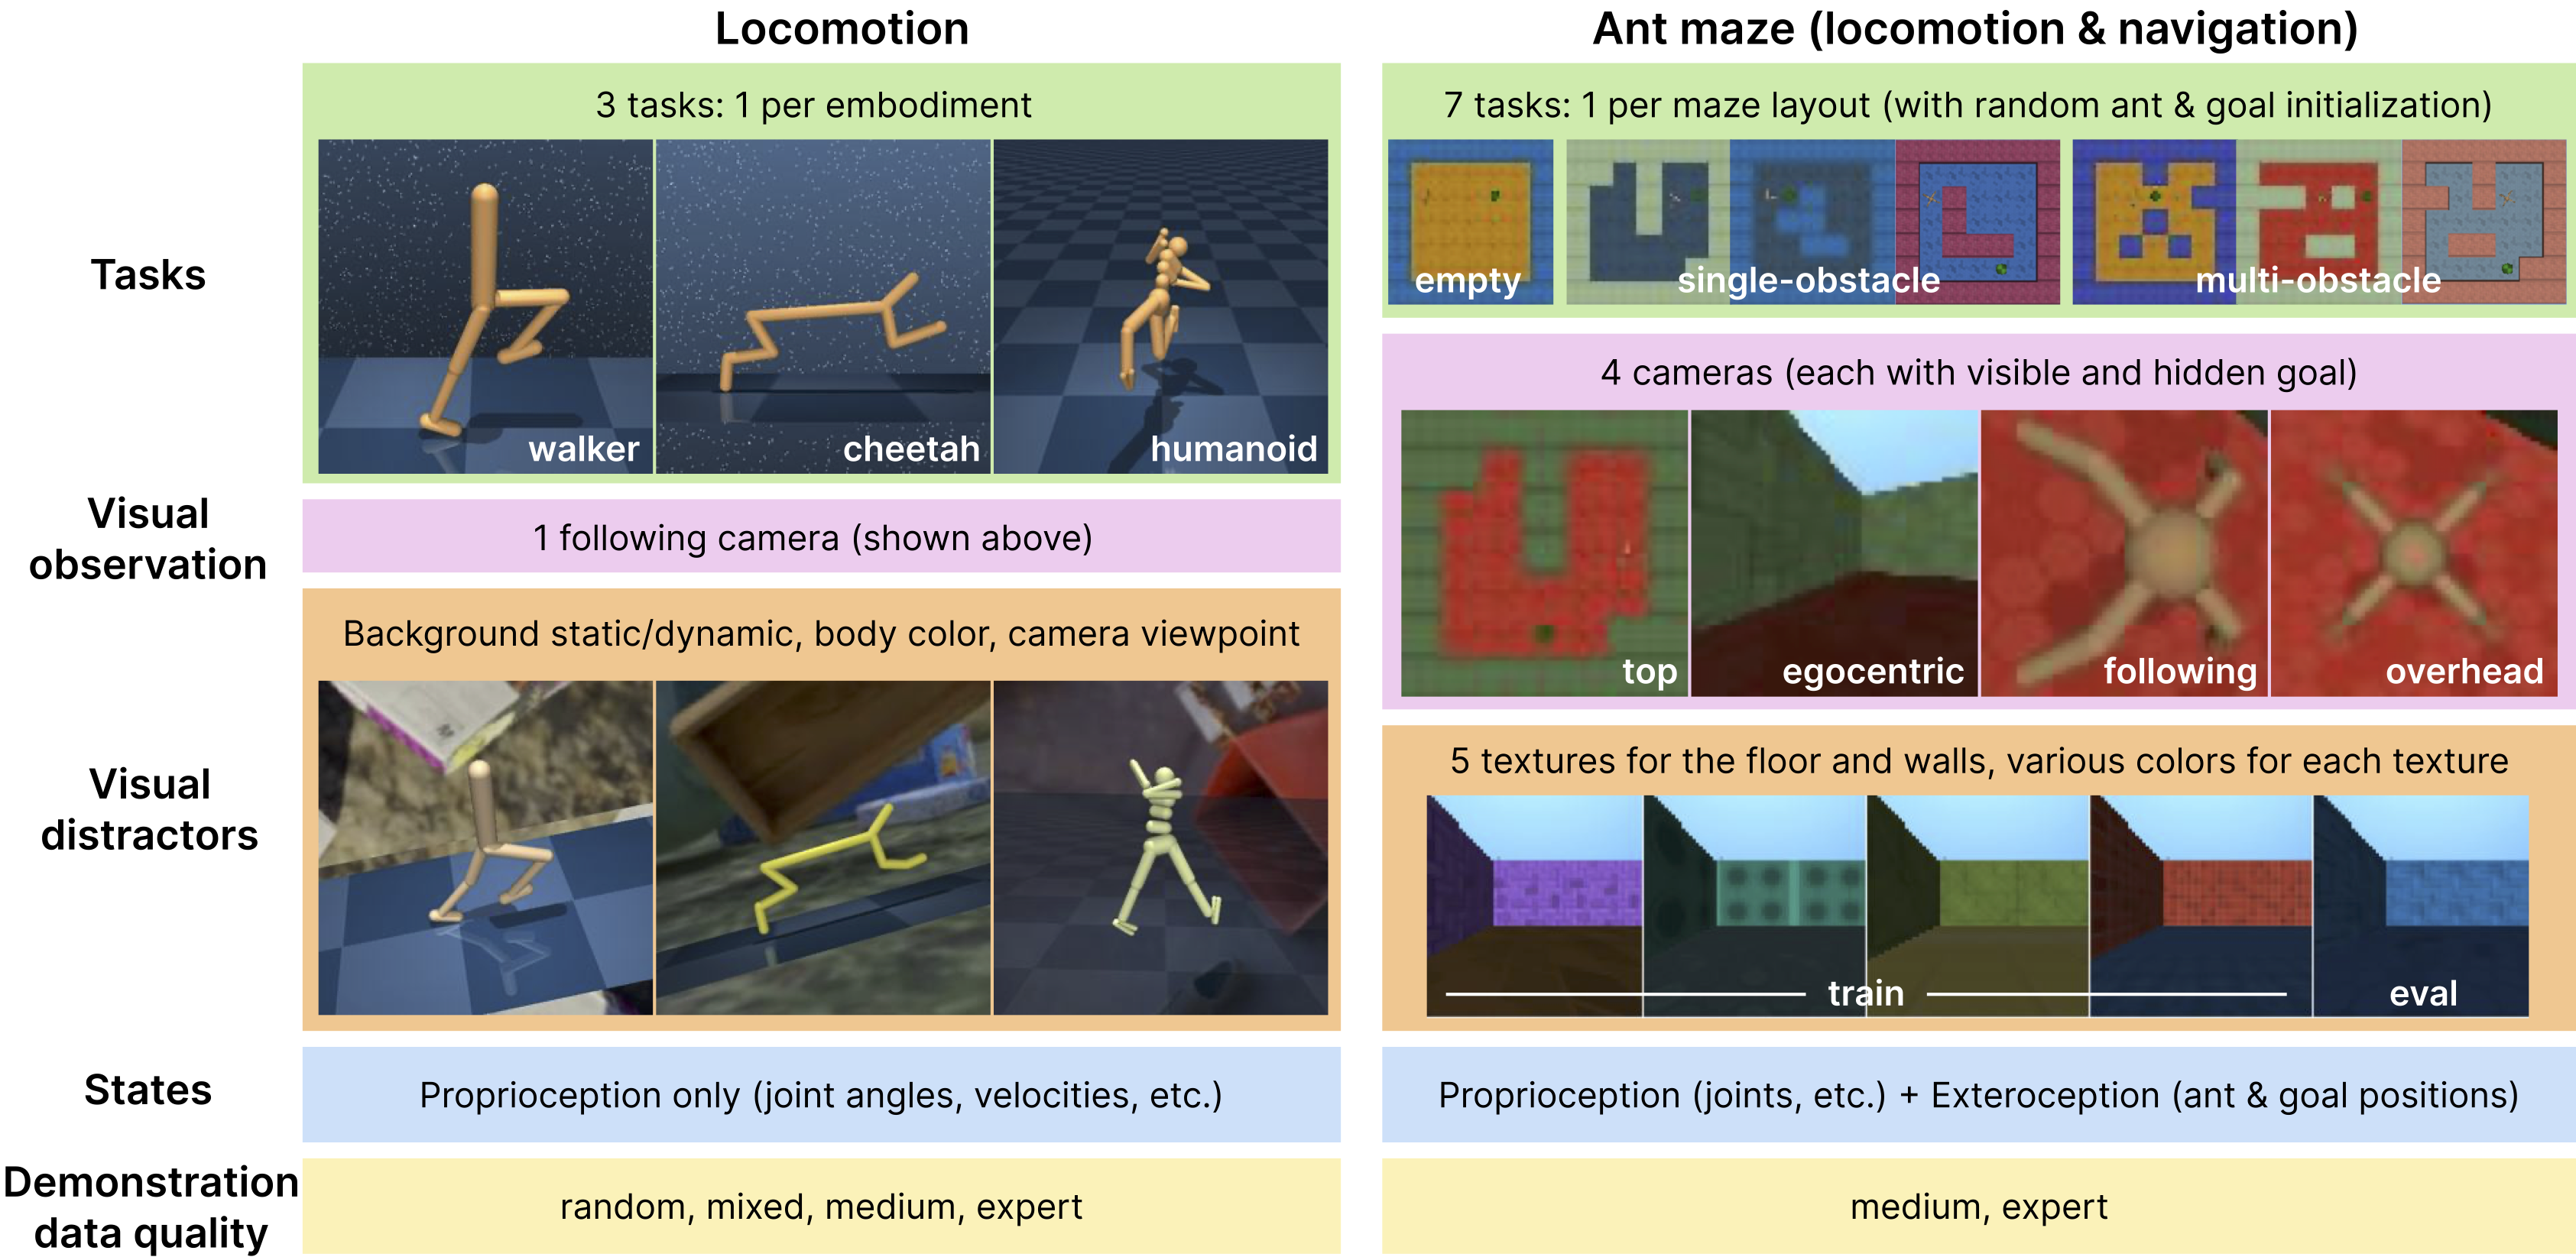 Locomotion
Ant maze (locomotion & navigation)
Tasks
3 tasks: 1 per embodiment
walker
cheetah
humanoid
7 tasks: 1 per maze layout (with random ant & goal initialization)
empty
single-obstacle
multi-obstacle
Visual
observation
1 following camera (shown above)
4 cameras (each with visible and hidden goal)
top
egocentric
following
overhead
Visual
distractors
Background static/dynamic, body color, camera viewpoint
5 textures for the floor and walls, various colors for each texture
train
eval
States
Proprioception only (joint angles, velocities, etc.)
Proprioception (joints, etc.) + Exteroception (ant & goal positions)
Demonstration
data quality
random, mixed, medium, expert
medium, expert